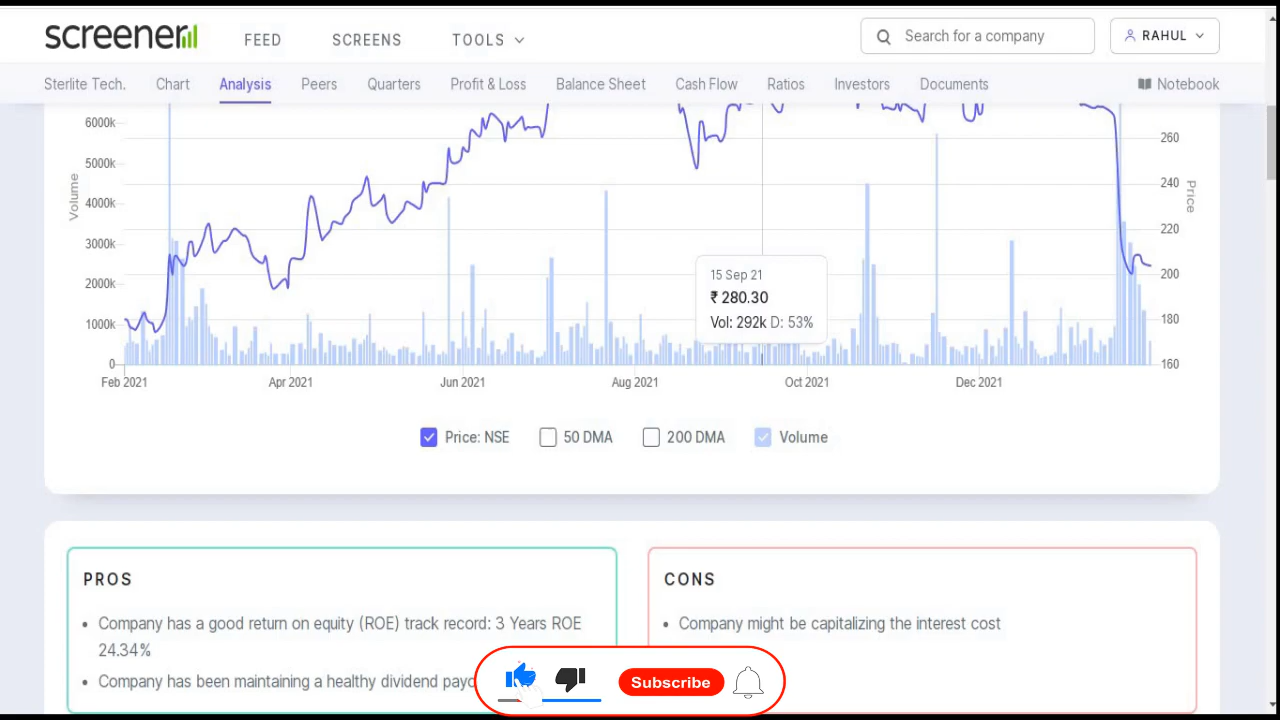 screener
FEED SCREENS TOOLS
Search for a company
RAHUL
Sterlite Tech. Chart Analysis Peers Quarters Profit & Loss Balance Sheet Cash Flow Ratios Investors Documents Notebook
6000k
5000k
4000k
3000k
2000k
1000k
0
Volume
260
240
220
200
180
160
Price
15 Sep 21
₹ 280.30
Vol: 292k D: 53%
Feb 2021 Apr 2021 Jun 2021 Aug 2021 Oct 2021 Dec 2021
Price: NSE 50 DMA 200 DMA Volume
PROS
Company has a good return on equity (ROE) track record: 3 Years ROE
24.34%
Company has been maintaining a healthy dividend
CONS
Company might be capitalizing the interest cost
Subscribe